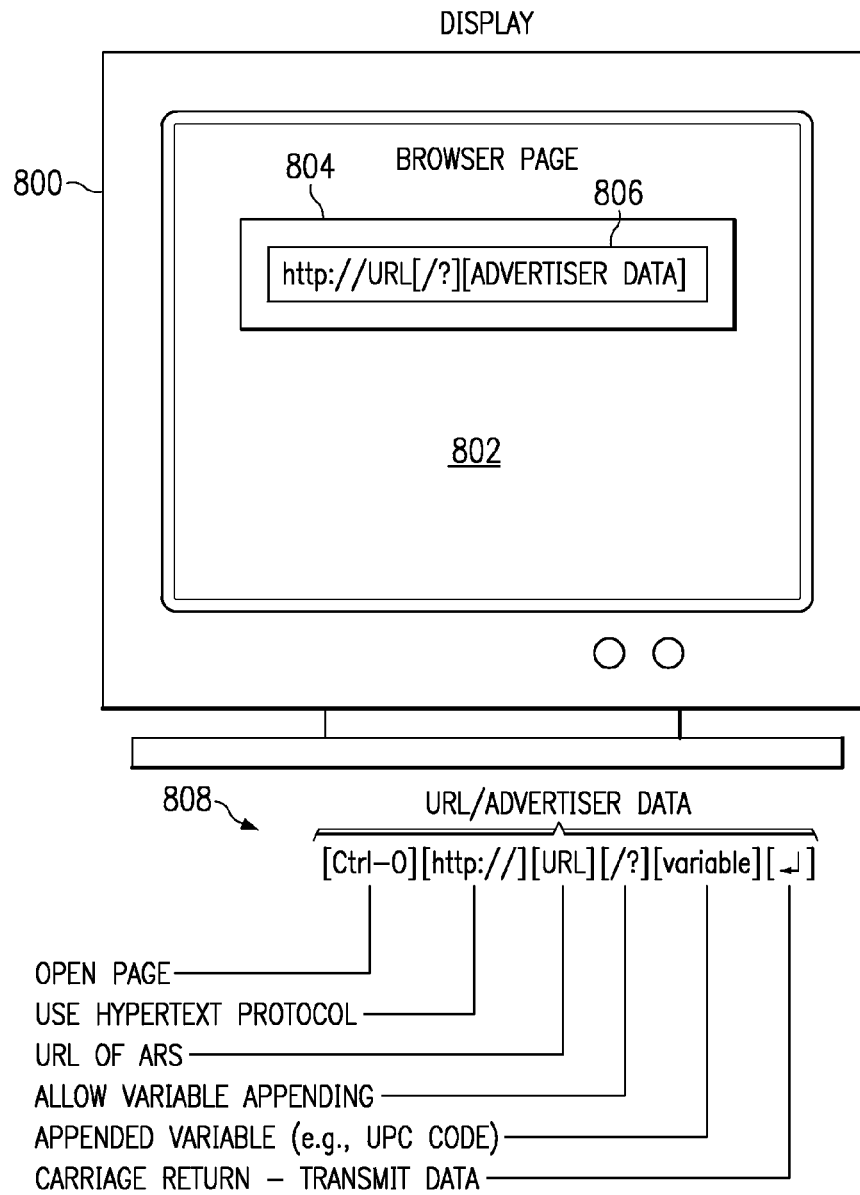 DISPLAY
800
BROWSER PAGE
804
806
http://URL[/?][ADVERTISER DATA]
802
808
URL/ADVERTISER DATA
[Ctrl-O][http://][URL][/?][variable][↲]
OPEN PAGE
USE HYPERTEXT PROTOCOL
URL OF ARS
ALLOW VARIABLE APPENDING
APPENDED VARIABLE (e.g., UPC CODE)
CARRIAGE RETURN - TRANSMIT DATA